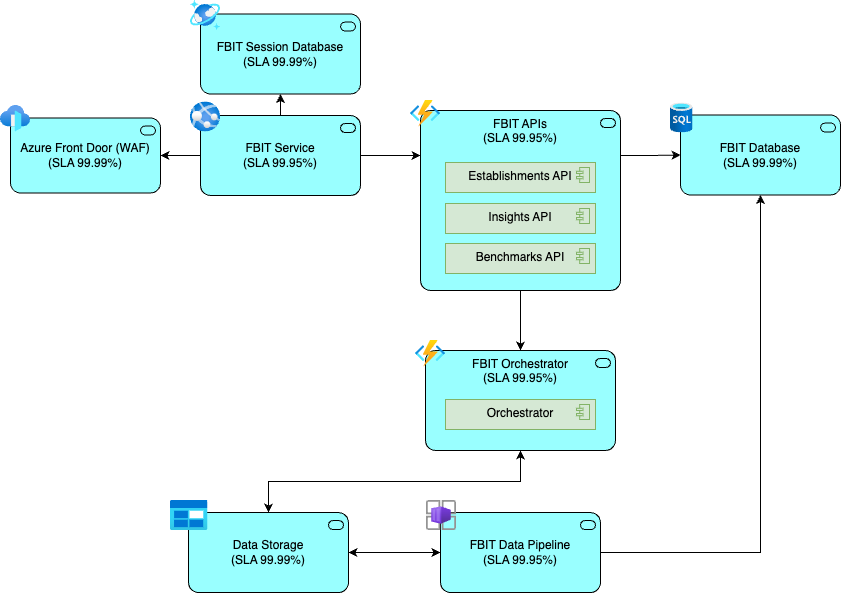 FBIT Session Database
(SLA 99.99%)
Azure Front Door (WAF)
(SLA 99.99%)
FBIT Service
(SLA 99.95%)
FBIT APIs
(SLA 99.95%)
Establishments API
Insights API
Benchmarks API
SQL
FBIT Database
(SLA 99.99%)
FBIT Orchestrator
(SLA 99.95%)
Orchestrator
Data Storage
(SLA 99.99%)
FBIT Data Pipeline
(SLA 99.95%)